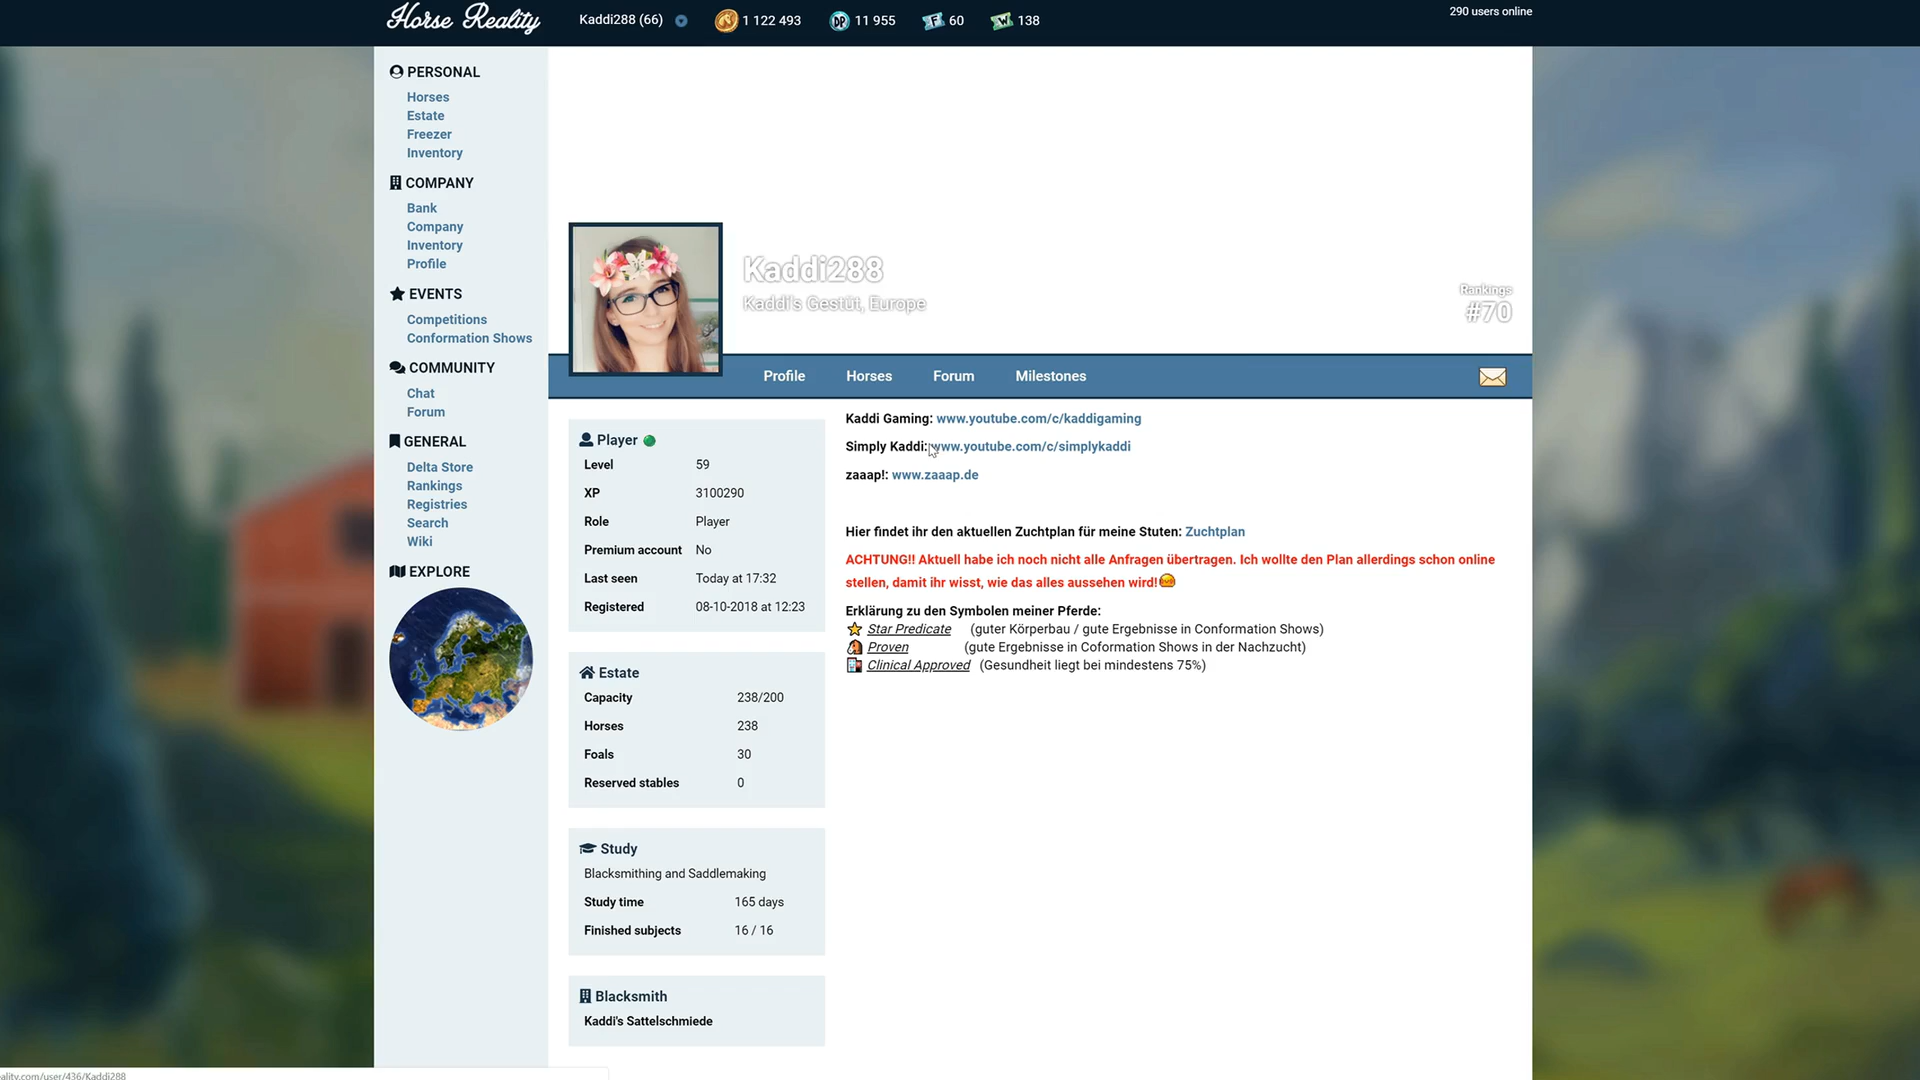 Horse Reality
Kaddi288 (66)
1 122 493
11 955
60
138
290 users online
PERSONAL
Horses
Estate
Freezer
Inventory
COMPANY
Bank
Company
Inventory
Profile
EVENTS
Competitions
Conformation Shows
COMMUNITY
Chat
Forum
GENERAL
Delta Store
Rankings
Registries
Search
Wiki
EXPLORE
Kaddi288
Kaddi's Gestüt, Europe
Rankings
#70
Profile Horses Forum Milestones
Player
Level 59
XP 3100290
Role Player
Premium account No
Last seen Today at 17:32
Registered 08-10-2018 at 12:23
Estate
Capacity 238/200
Horses 238
Foals 30
Reserved stables 0
Study
Blacksmithing and Saddlemaking
Study time 165 days
Finished subjects 16 / 16
Blacksmith
Kaddi's Sattelschmiede
Kaddi Gaming: www.youtube.com/c/kaddigaming
Simply Kaddi: www.youtube.com/c/simplykaddi
zaaap!: www.zaaap.de
Hier findet ihr den aktuellen Zuchtplan für meine Stuten: Zuchtplan
ACHTUNG!! Aktuell habe ich noch nicht alle Anfragen übertragen. Ich wollte den Plan allerdings schon online
stellen, damit ihr wisst, wie das alles aussehen wird!
Erklärung zu den Symbolen meiner Pferde:
Star Predicate (guter Körperbau / gute Ergebnisse in Conformation Shows)
Proven (gute Ergebnisse in Coformation Shows in der Nachzucht)
Clinical Approved (Gesundheit liegt bei mindestens 75%)
ality.com/user/436/Kaddi288